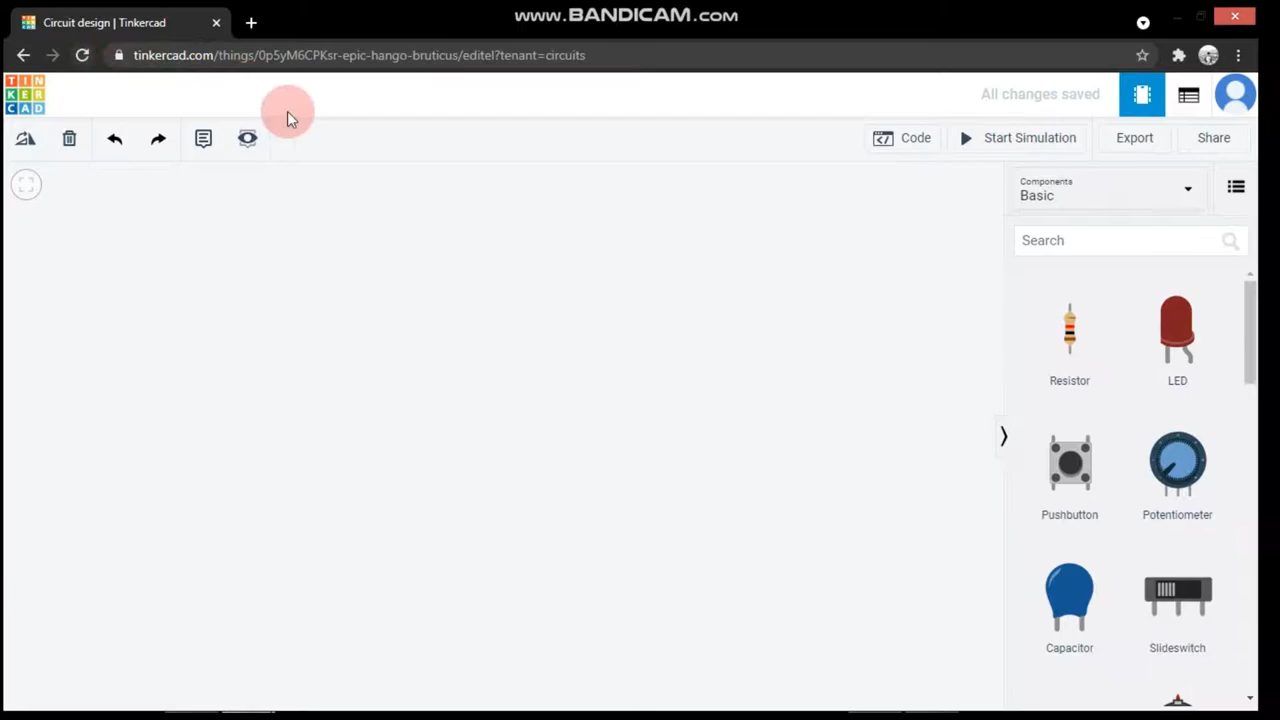 www.BANDICAM.com
Circuit design | Tinkercad
tinkercad.com/things/0p5yM6CPKsr-epic-hango-bruticus/editel?tenant=circuits
TIN
KER
CAD
All changes saved
Code
Start Simulation
Export
Share
Components
Basic
Search
Resistor
LED
Pushbutton
Potentiometer
Capacitor
Slideswitch